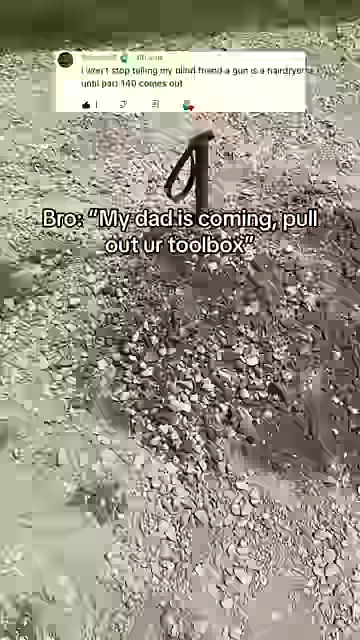 I won't stop telling my blind friend a gun is a hairdryer
until part 140 comes out
Bro: “My dad is coming, pull
out ur toolbox”